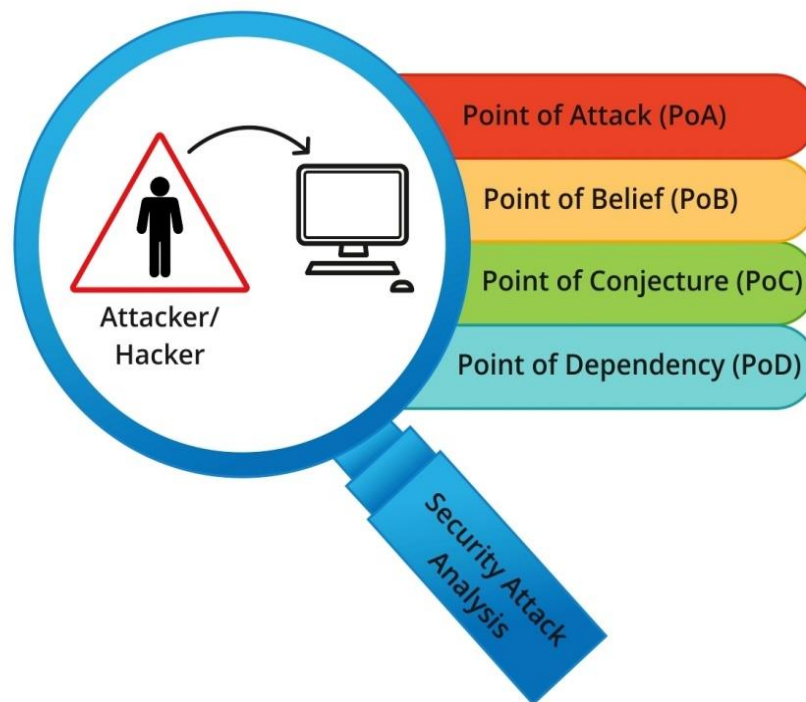 Point of Attack (PoA)
Point of Belief (PoB)
Point of Conjecture (PoC)
Point of Dependency (PoD)
Attacker/
Hacker
Security Attack
Analysis